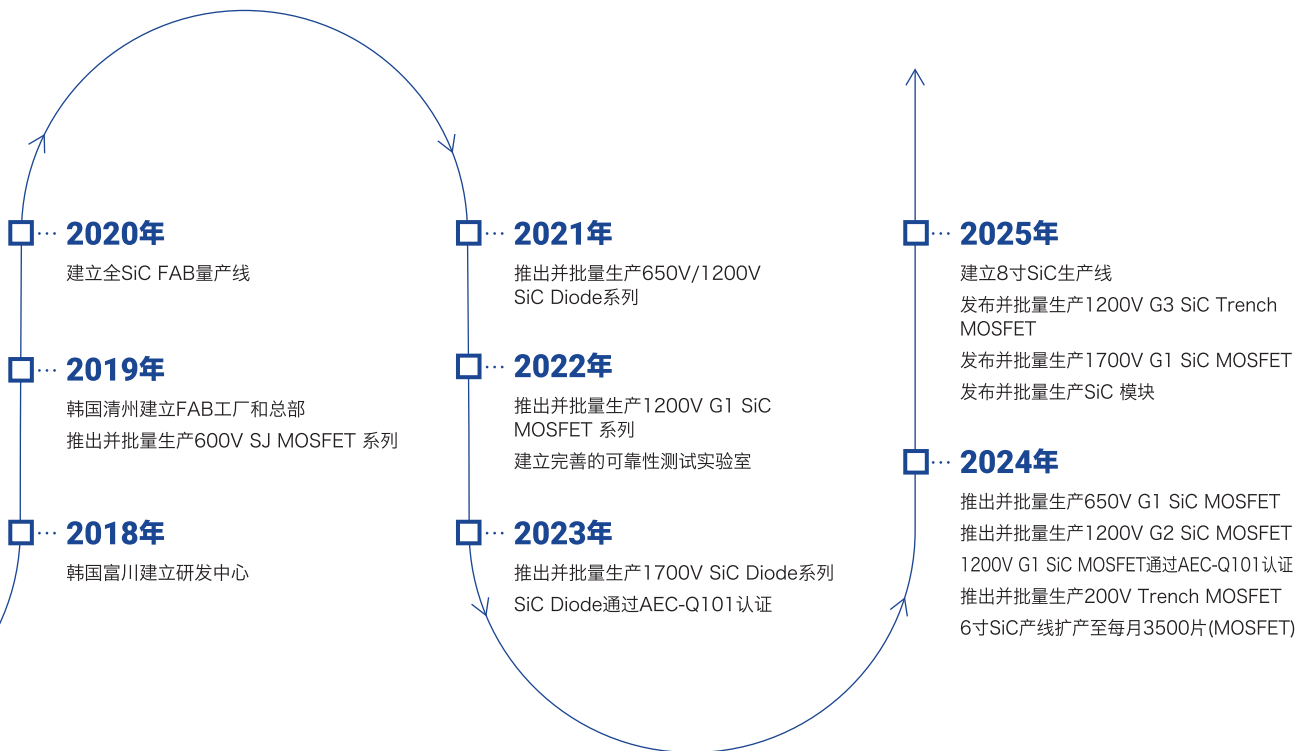 2020年
建立全SiC FAB量产线
2019年
韩国清州建立FAB工厂和总部
推出并批量生产600V SJ MOSFET 系列
2018年
韩国富川建立研发中心
2021年
推出并批量生产650V/1200V
SiC Diode系列
2022年
推出并批量生产1200V G1 SiC
MOSFET 系列
建立完善的可靠性测试实验室
2023年
推出并批量生产1700V SiC Diode系列
SiC Diode通过AEC-Q101认证
2025年
建立8寸SiC生产线
发布并批量生产1200V G3 SiC Trench
MOSFET
发布并批量生产1700V G1 SiC MOSFET
发布并批量生产SiC 模块
2024年
推出并批量生产650V G1 SiC MOSFET
推出并批量生产1200V G2 SiC MOSFET
1200V G1 SiC MOSFET通过AEC-Q101认证
推出并批量生产200V Trench MOSFET
6寸SiC产线扩产至每月3500片(MOSFET)